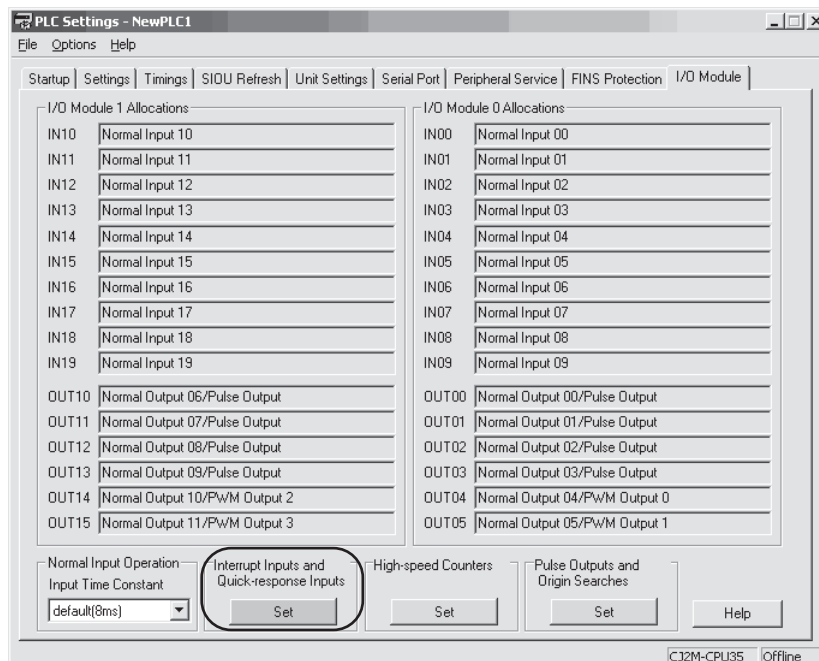 PLC Settings - NewPLC1
File Options Help
Startup Settings Timings SIOU Refresh Unit Settings Serial Port Peripheral Service FINS Protection I/O Module
I/O Module 1 Allocations
IN10 Normal Input 10
IN11 Normal Input 11
IN12 Normal Input 12
IN13 Normal Input 13
IN14 Normal Input 14
IN15 Normal Input 15
IN16 Normal Input 16
IN17 Normal Input 17
IN18 Normal Input 18
IN19 Normal Input 19
OUT10 Normal Output 06/Pulse Output
OUT11 Normal Output 07/Pulse Output
OUT12 Normal Output 08/Pulse Output
OUT13 Normal Output 09/Pulse Output
OUT14 Normal Output 10/PWM Output 2
OUT15 Normal Output 11/PWM Output 3
I/O Module 0 Allocations
IN00 Normal Input 00
IN01 Normal Input 01
IN02 Normal Input 02
IN03 Normal Input 03
IN04 Normal Input 04
IN05 Normal Input 05
IN06 Normal Input 06
IN07 Normal Input 07
IN08 Normal Input 08
IN09 Normal Input 09
OUT00 Normal Output 00/Pulse Output
OUT01 Normal Output 01/Pulse Output
OUT02 Normal Output 02/Pulse Output
OUT03 Normal Output 03/Pulse Output
OUT04 Normal Output 04/PWM Output 0
OUT05 Normal Output 05/PWM Output 1
Normal Input Operation
Input Time Constant
default(8ms)
Interrupt Inputs and
Quick-response Inputs
Set
High-speed Counters
Set
Pulse Outputs and
Origin Searches
Set
Help
CJ2M-CPU35 Offline